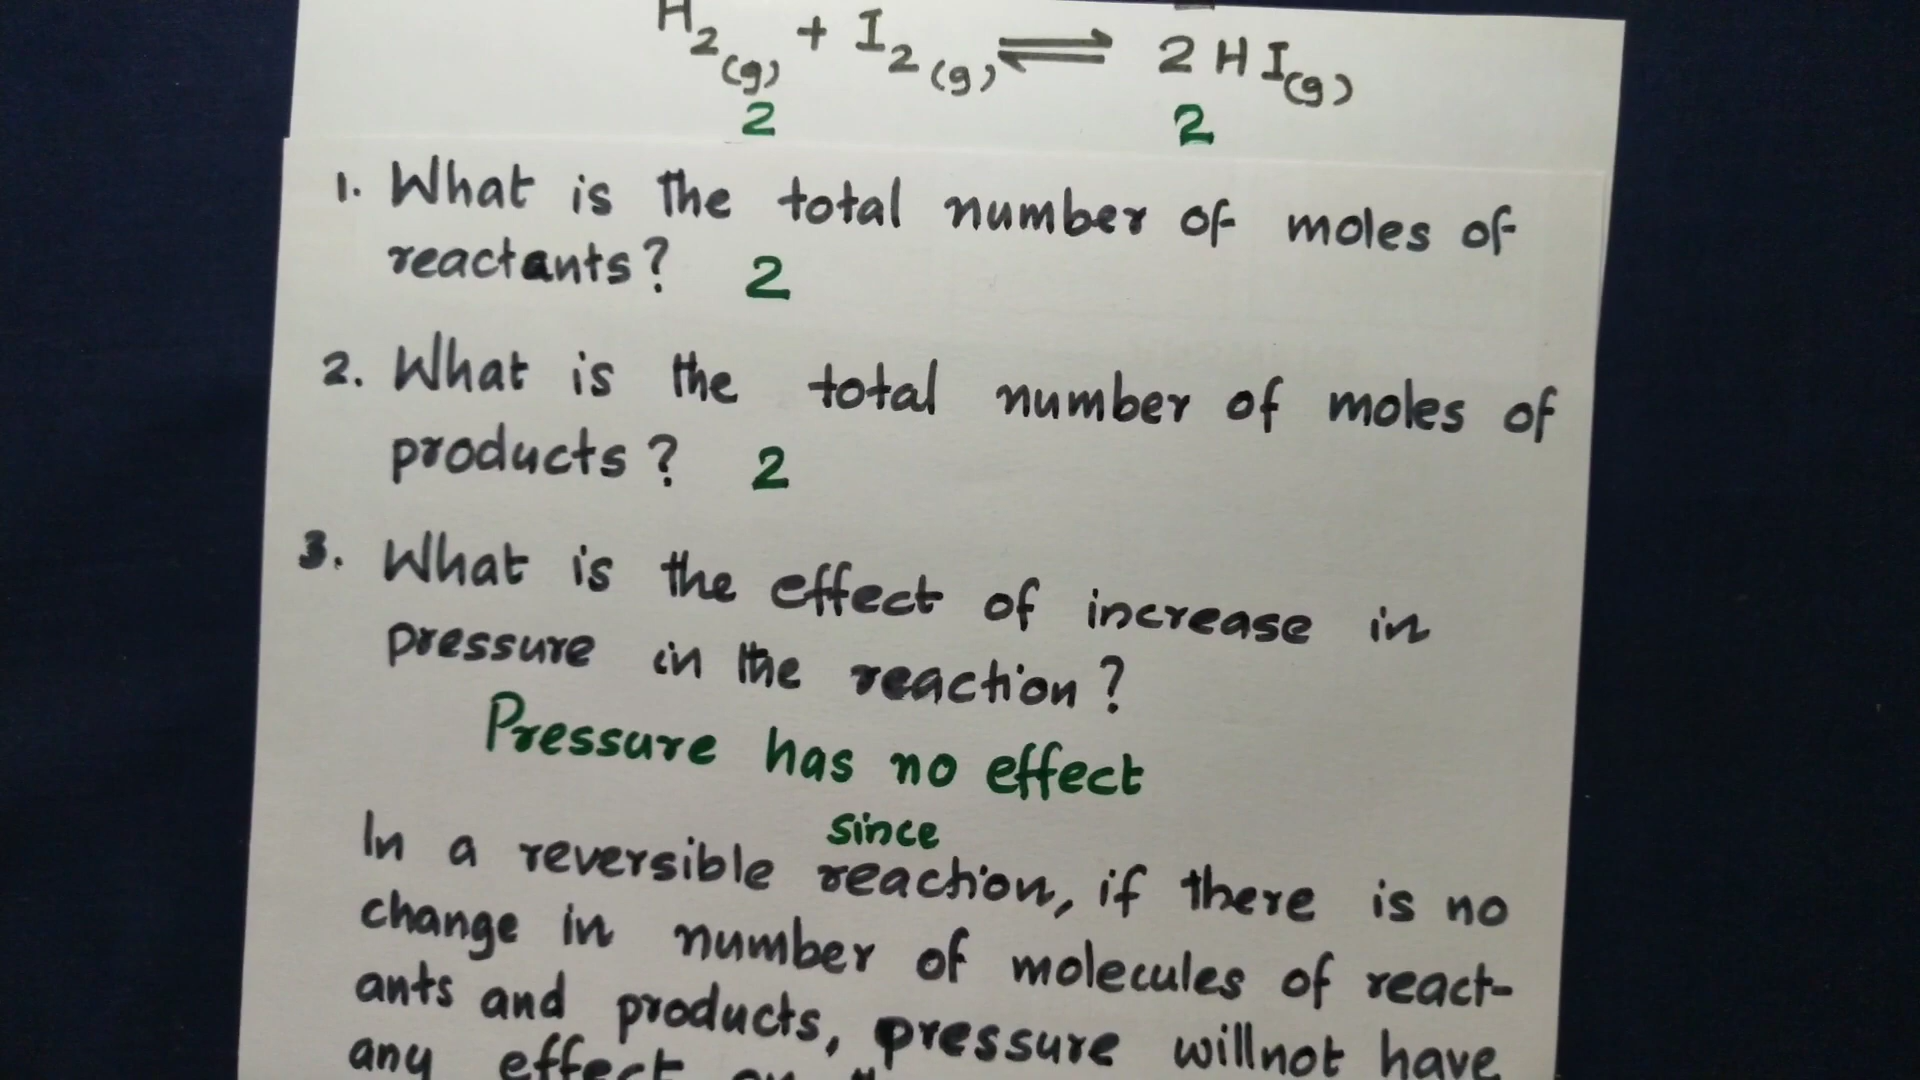 H2(g) + I2(g) ⇌ 2HI(g)
2 2
1. What is the total number of moles of
reactants? 2
2. What is the total number of moles of
products? 2
3. What is the effect of increase in
pressure in the reaction?
Pressure has no effect
since
In a reversible reaction, if there is no
change in number of molecules of react-
ants and products, pressure willnot have
any effect on